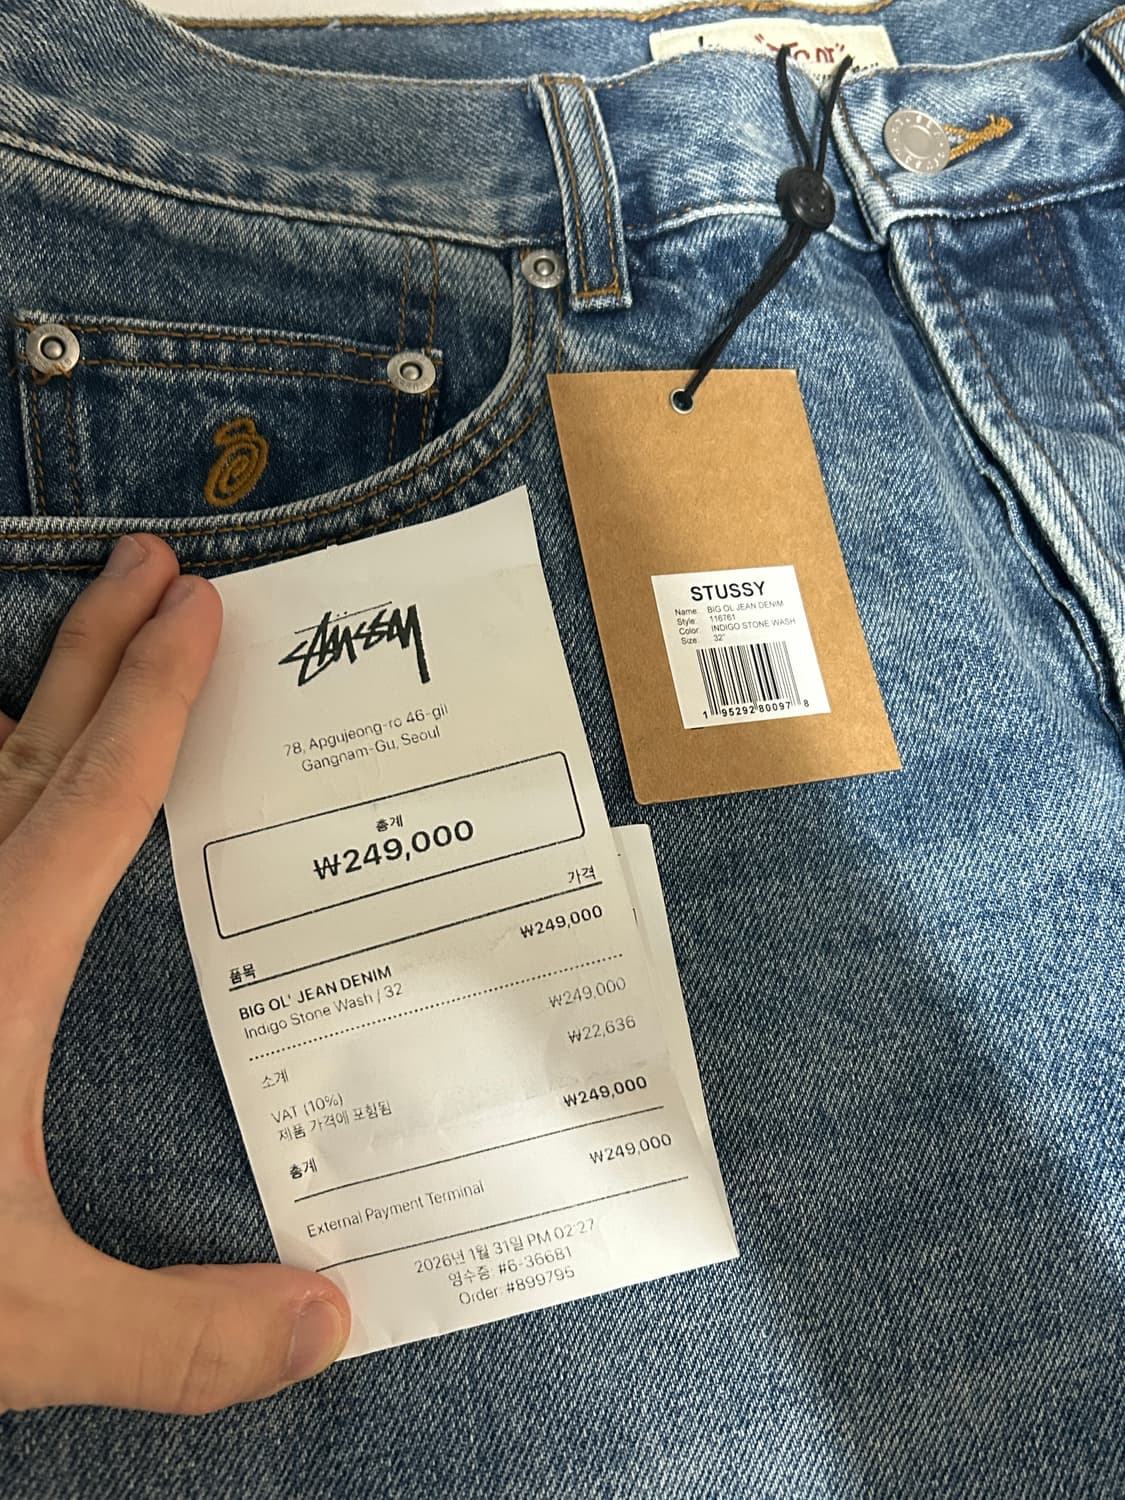 STUSSY
Name: BIG OL JEAN DENIM
Style: 116761
Color: INDIGO STONE WASH
Size: 32"
1 95292 80097 8
Stüssy
78, Apgujeong-ro 46-gil
Gangnam-Gu, Seoul
총계
₩249,000
품목 가격
BIG OL' JEAN DENIM ₩249,000
Indigo Stone Wash / 32
소계 ₩249,000
VAT (10%) ₩22,636
제품 가격에 포함됨
총계 ₩249,000
External Payment Terminal ₩249,000
2026년 1월 31일 PM 02:27
영수증 #6-36681
Order #899795